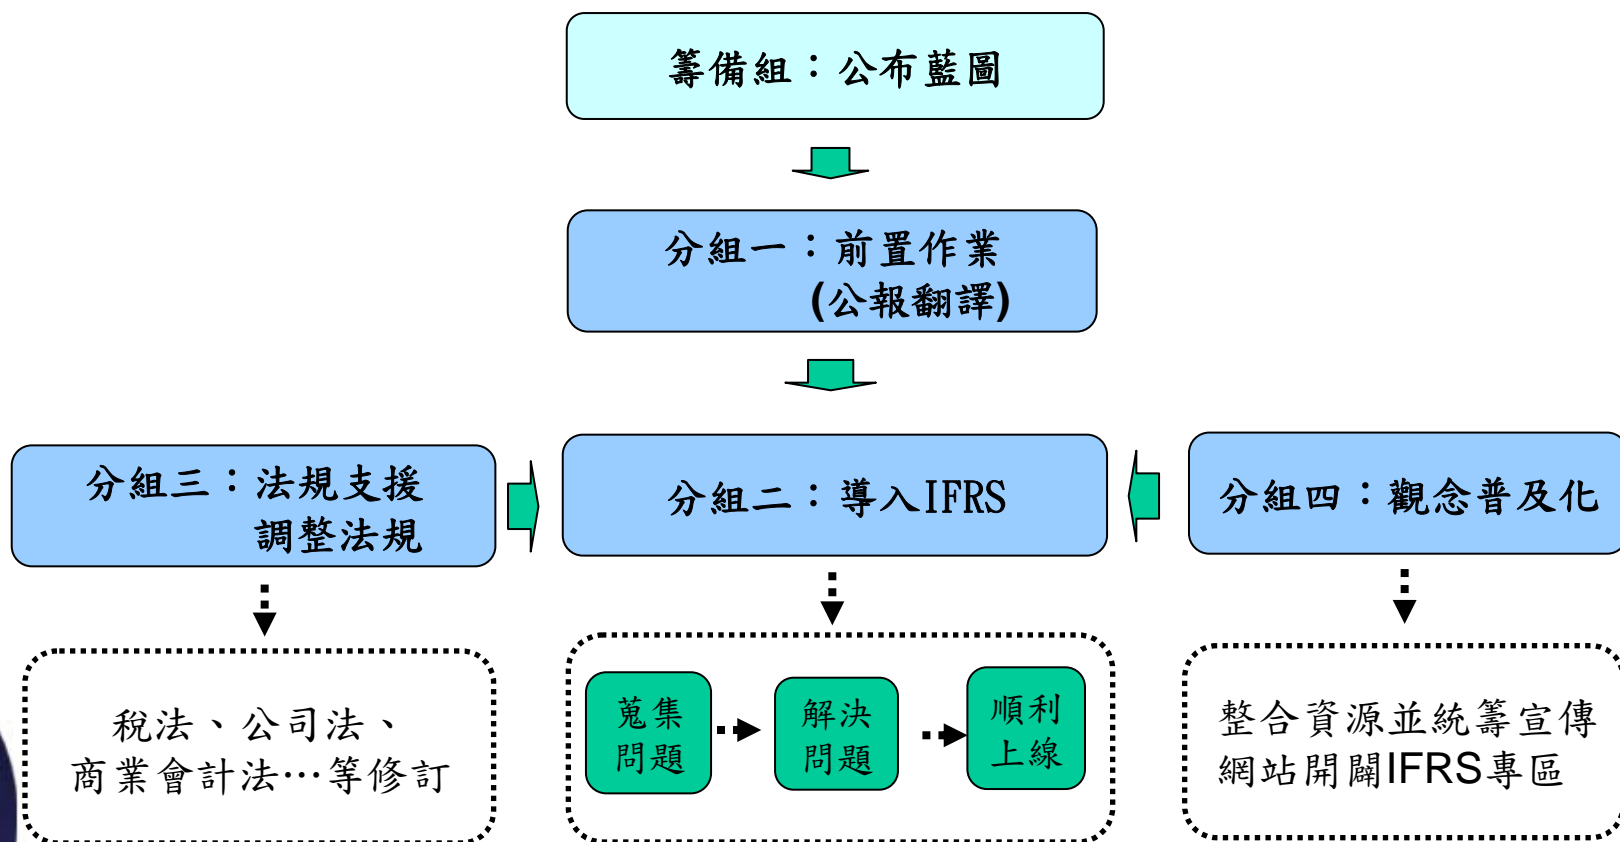 籌備組：公布藍圖
分組一：前置作業
(公報翻譯)
分組三：法規支援
調整法規
分組二：導入IFRS
分組四：觀念普及化
稅法、公司法、
商業會計法…等修訂
蒐集
問題
解決
問題
順利
上線
整合資源並統籌宣傳
網站開闢IFRS專區